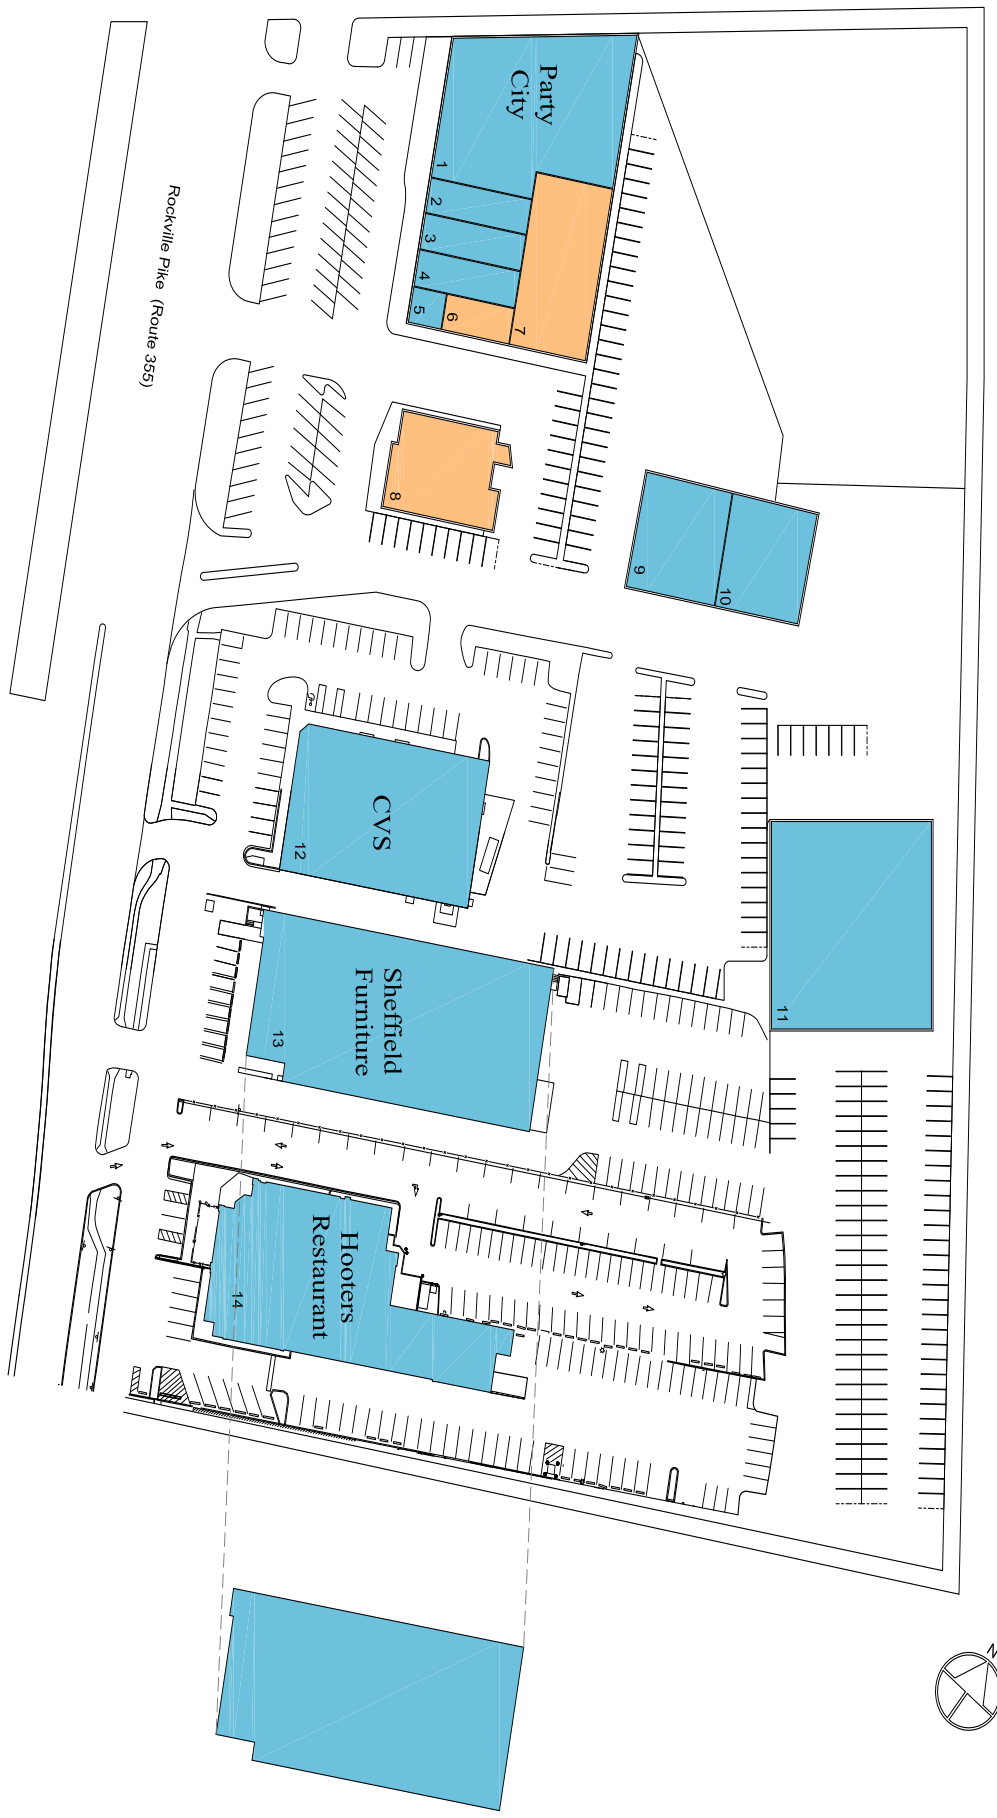 Party
City
1
2
3
4
5
6
7
Rockville Pike (Route 355)
8
9
10
CVS
12
11
Sheffield
Furniture
13
Hooters
Restaurant
14
N